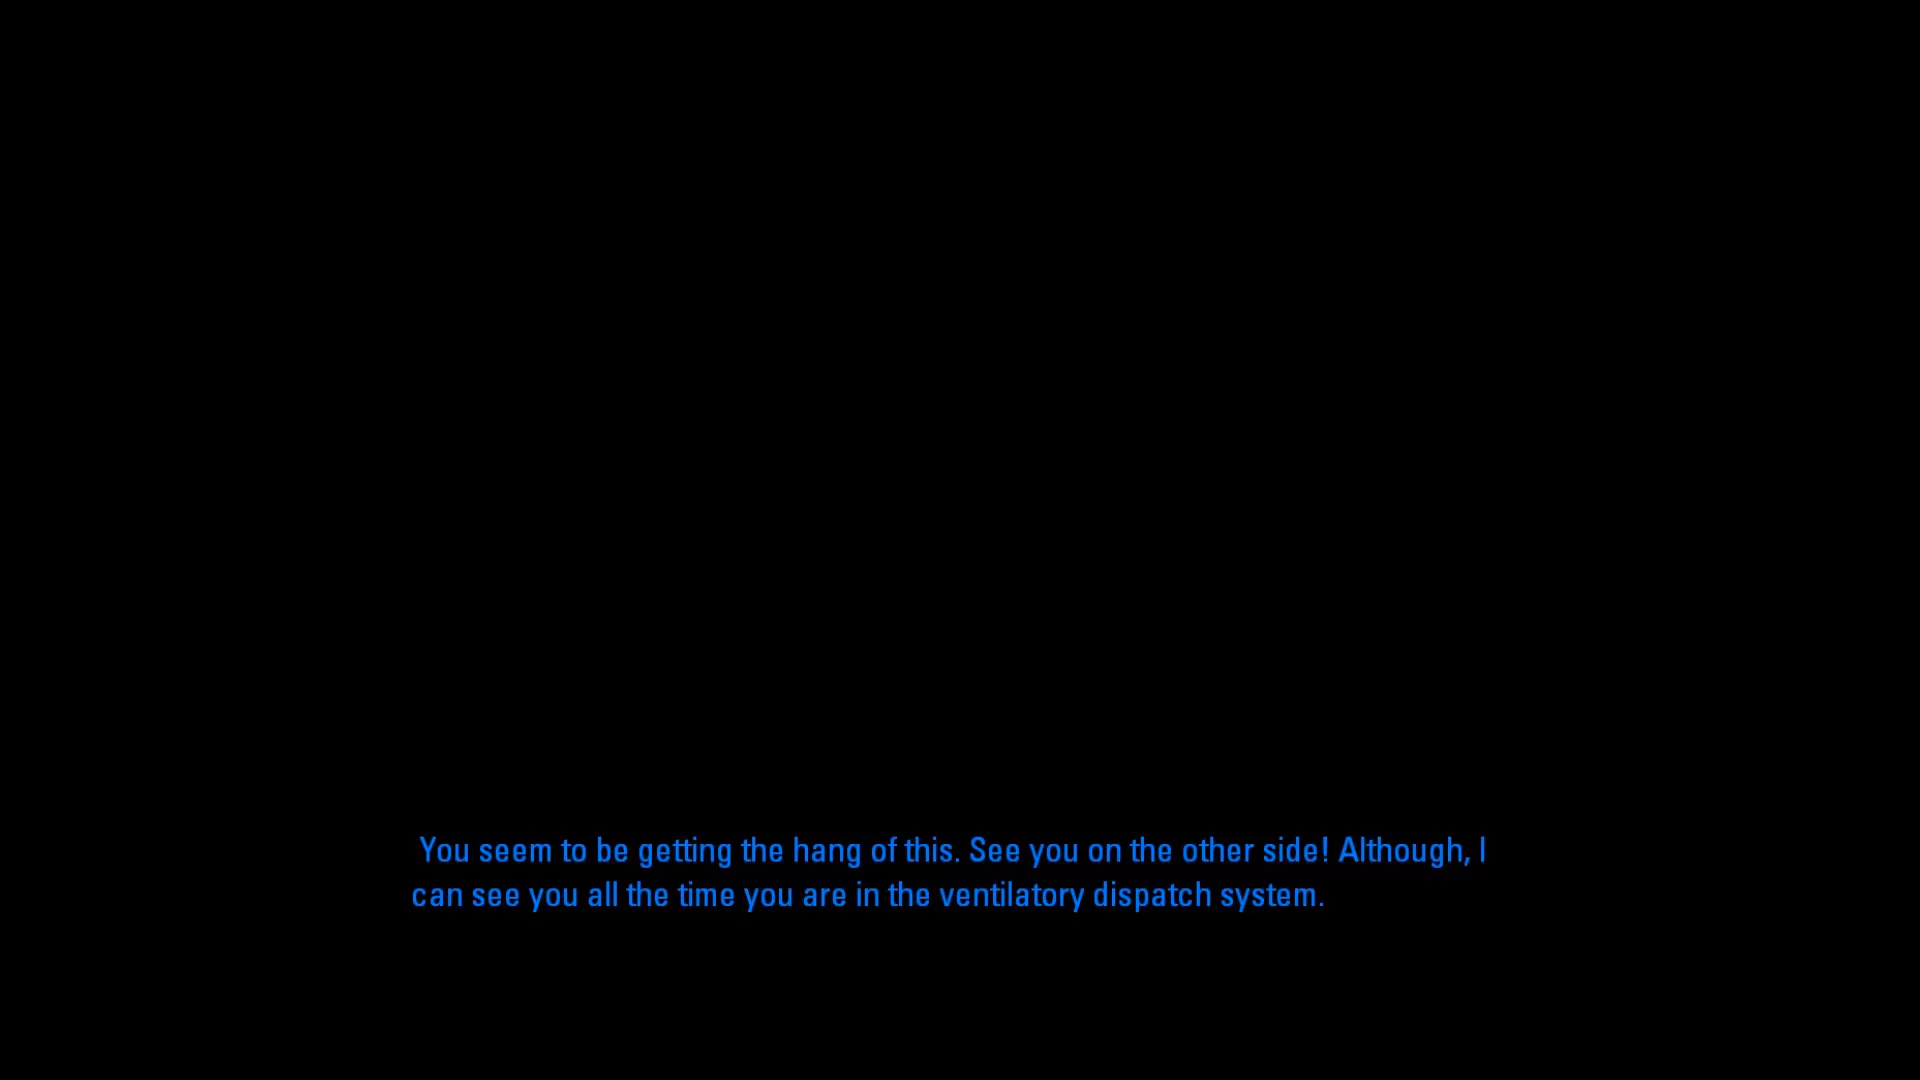 You seem to be getting the hang of this. See you on the other side! Although, I
can see you all the time you are in the ventilatory dispatch system.